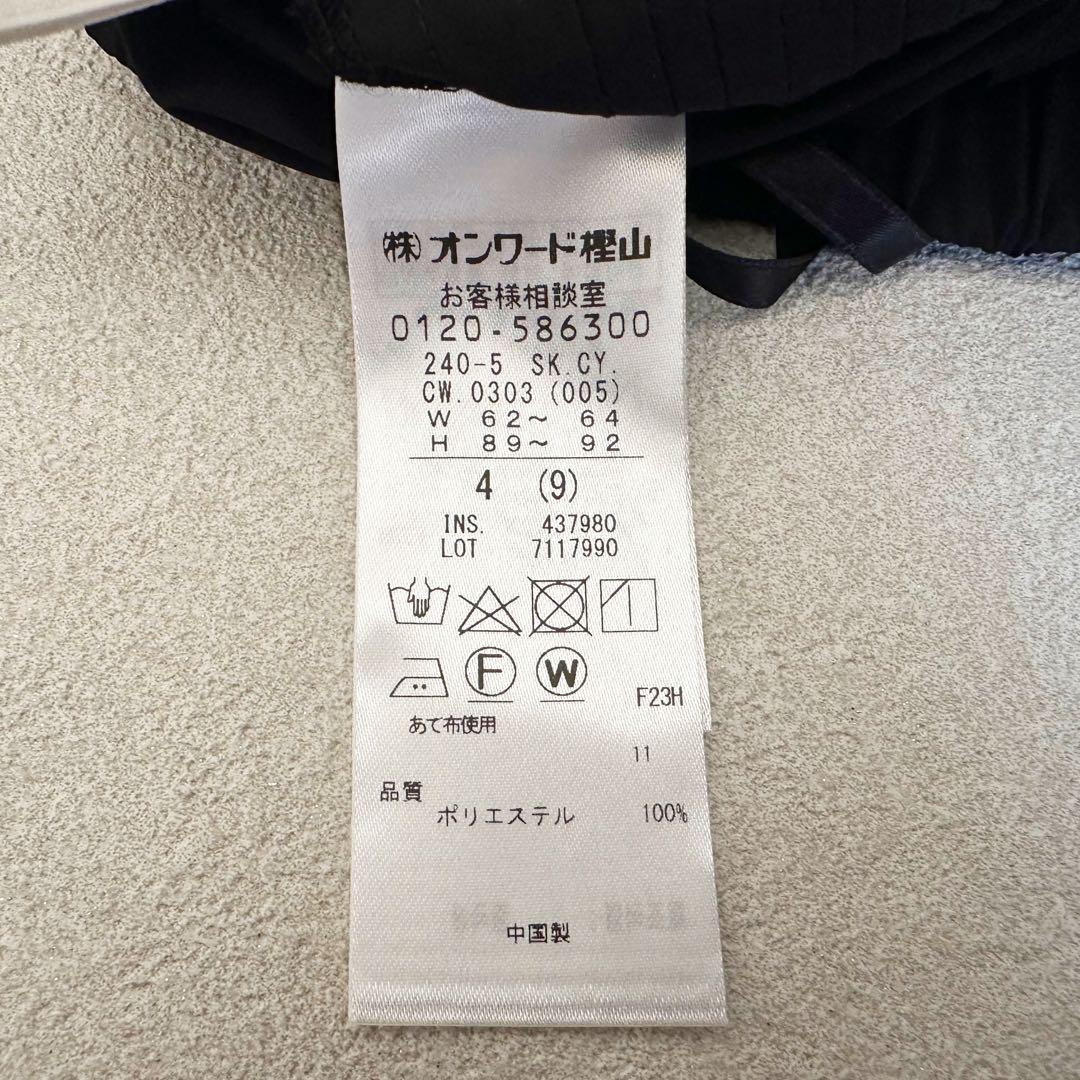 ㈱オンワード樫山
お客様相談室
0120-586300
240-5 SK.CY.
CW.0303 (005)
W 62～ 64
H 89～ 92
4 (9)
INS. 437980
LOT 7117990
F
W
F23H
あて布使用
11
品質
ポリエステル 100%
中国製